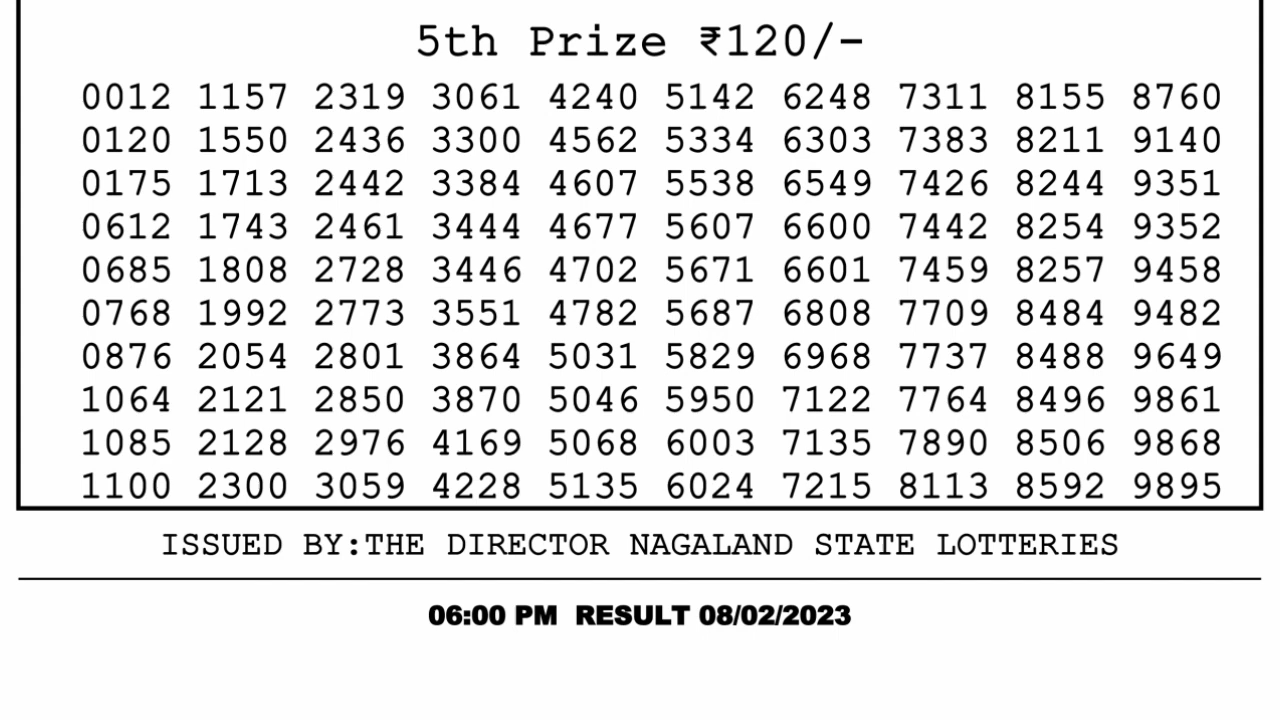 5th Prize ₹120/-
0012 1157 2319 3061 4240 5142 6248 7311 8155 8760
0120 1550 2436 3300 4562 5334 6303 7383 8211 9140
0175 1713 2442 3384 4607 5538 6549 7426 8244 9351
0612 1743 2461 3444 4677 5607 6600 7442 8254 9352
0685 1808 2728 3446 4702 5671 6601 7459 8257 9458
0768 1992 2773 3551 4782 5687 6808 7709 8484 9482
0876 2054 2801 3864 5031 5829 6968 7737 8488 9649
1064 2121 2850 3870 5046 5950 7122 7764 8496 9861
1085 2128 2976 4169 5068 6003 7135 7890 8506 9868
1100 2300 3059 4228 5135 6024 7215 8113 8592 9895
ISSUED BY:THE DIRECTOR NAGALAND STATE LOTTERIES
06:00 PM RESULT 08/02/2023